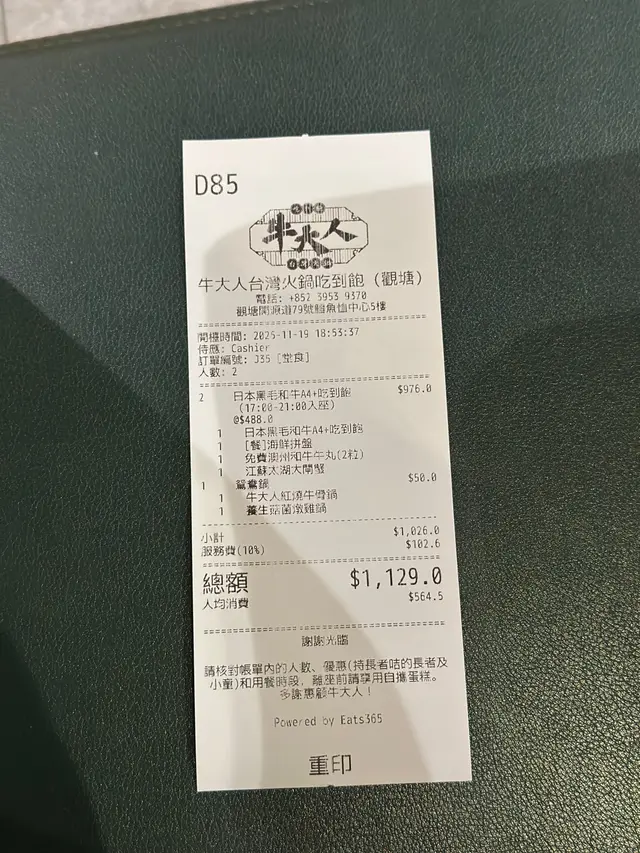 D85
牛大人
台灣火鍋
牛大人台灣火鍋吃到飽 (觀塘)
電話: +852 3953 9370
觀塘開源道79號鱷魚恤中心5樓
開檯時間: 2025-11-19 18:53:37
侍應: Cashier
訂單編號: J35 [堂食]
人數: 2
2 日本黑毛和牛A4+吃到飽 $976.0
(17:00-21:00入座)
@$488.0
1 日本黑毛和牛A4+吃到飽
1 [餐]海鮮拼盤
1 免費澳州和牛牛丸(2粒)
1 江蘇太湖大閘蟹
1 鴛鴦鍋 $50.0
1 牛大人紅燒牛骨鍋
1 養生菇菌燉雞鍋
小計 $1,026.0
服務費(10%) $102.6
總額 $1,129.0
人均消費 $564.5
謝謝光臨
請核對帳單內的人數、優惠(持長者咭的長者及
小童)和用餐時段, 離座前請享用自攜蛋糕。
多謝惠顧牛大人！
Powered by Eats365
重印